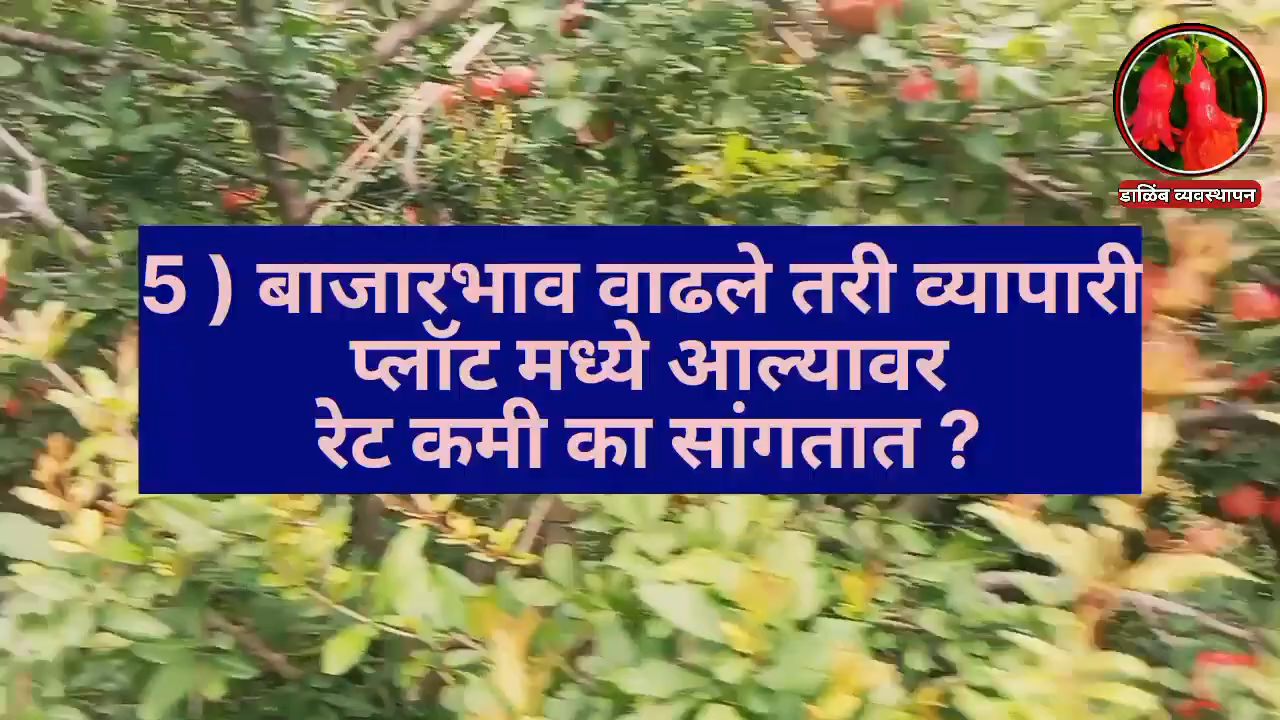 डाळिंब व्यवस्थापन
5 ) बाजारभाव वाढले तरी व्यापारी
प्लॉट मध्ये आल्यावर
रेट कमी का सांगतात ?